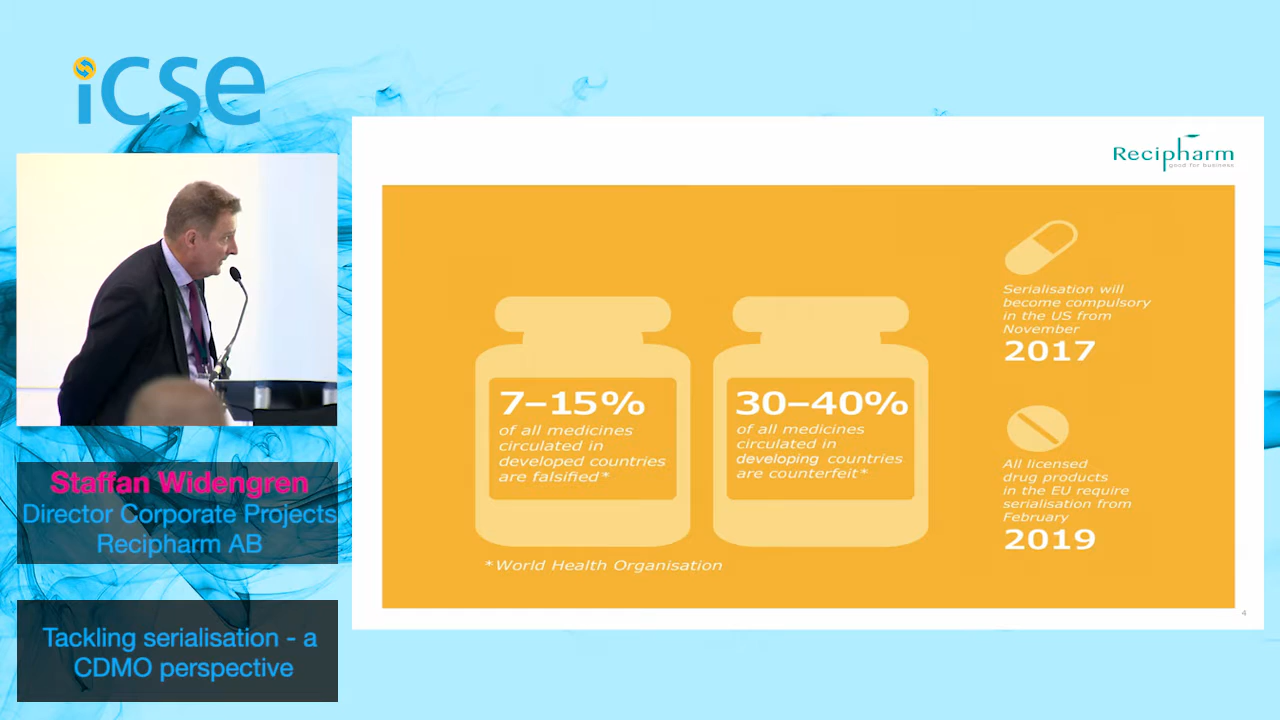 icse
Staffan Widengren
Director Corporate Projects
Recipharm AB
Tackling serialisation - a
CDMO perspective
Recipharm
good for business
7–15%
of all medicines
circulated in
developed countries
are falsified*
30–40%
of all medicines
circulated in
developing countries
are counterfeit*
*World Health Organisation
Serialisation will
become compulsory
in the US from
November
2017
All licensed
drug products
in the EU require
serialisation from
February
2019
4